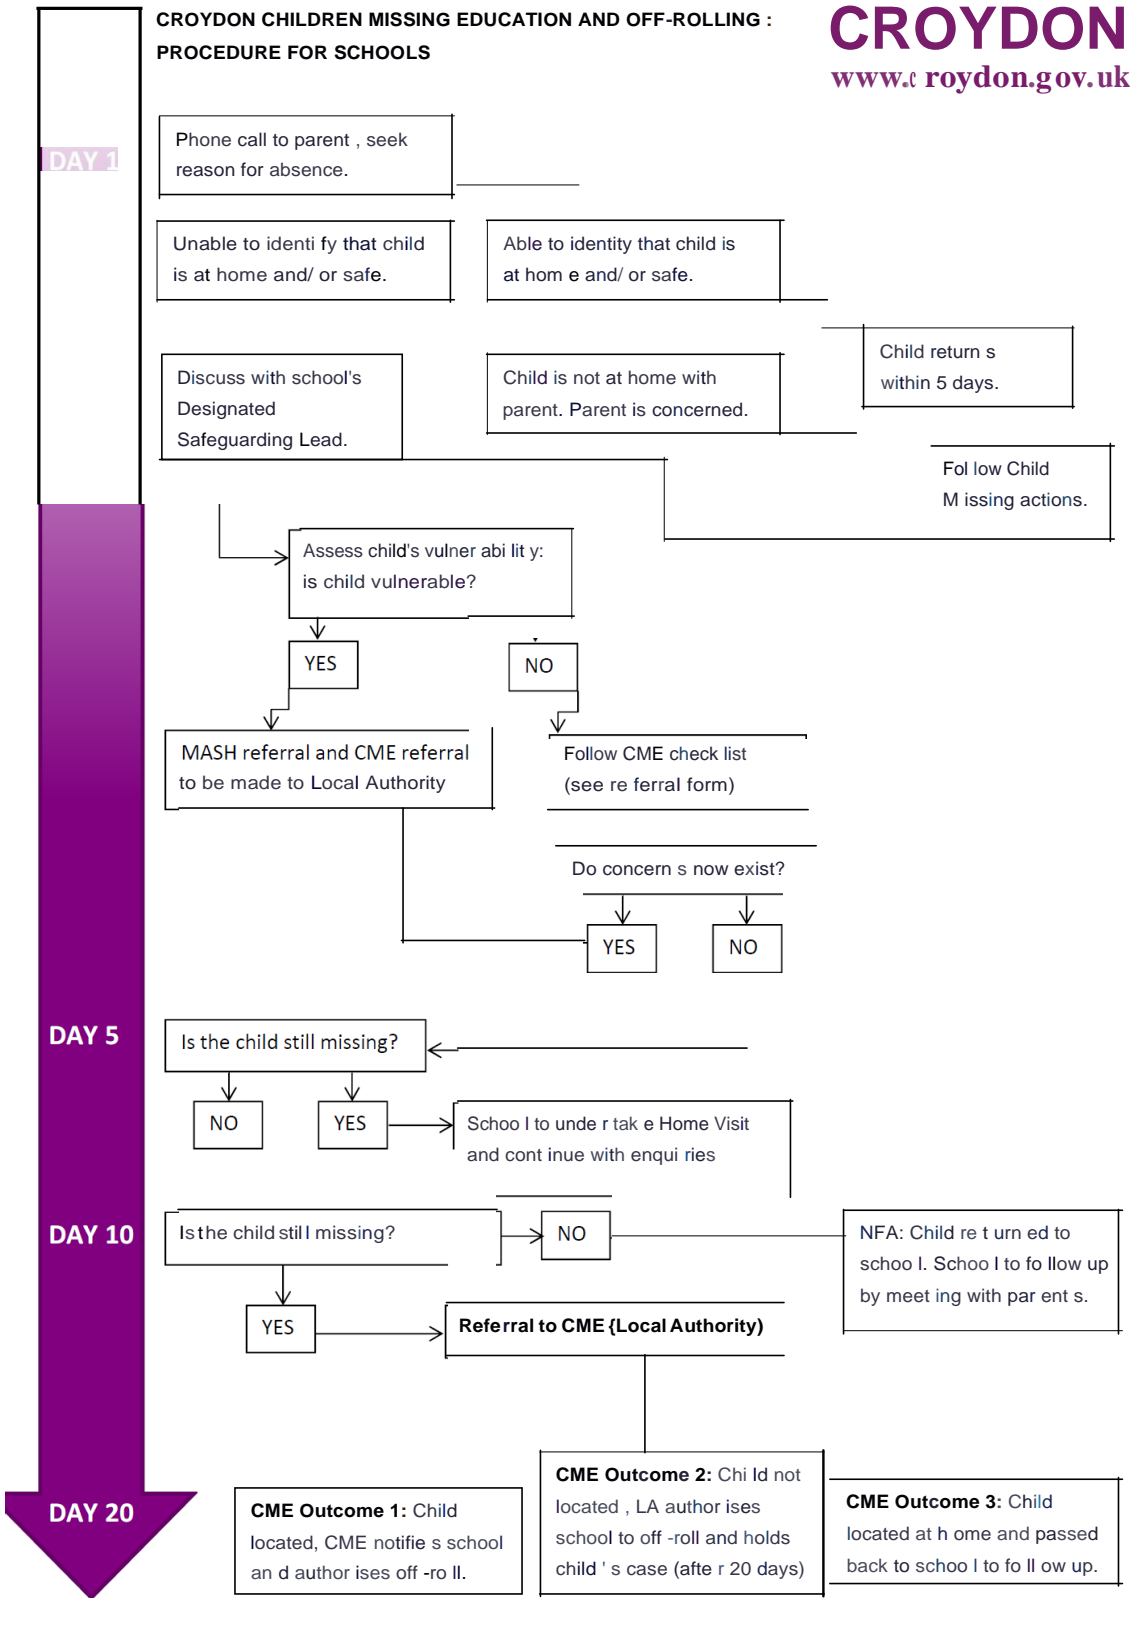 CROYDON CHILDREN MISSING EDUCATION AND OFF-ROLLING :
PROCEDURE FOR SCHOOLS
CROYDON
www.c roydon.gov.uk
DAY 1
Phone call to parent , seek
reason for absence.
Unable to identi fy that child
is at home and/ or safe.
Able to identity that child is
at hom e and/ or safe.
Child return s
within 5 days.
Discuss with school's
Designated
Safeguarding Lead.
Child is not at home with
parent. Parent is concerned.
Fol low Child
M issing actions.
Assess child's vulner abi lit y:
is child vulnerable?
YES
NO
MASH referral and CME referral
to be made to Local Authority
Follow CME check list
(see re ferral form)
Do concern s now exist?
YES
NO
DAY 5
Is the child still missing?
NO
YES
Schoo l to unde r tak e Home Visit
and cont inue with enqui ries
DAY 10
Is the child still missing?
NO
NFA: Child re t urn ed to
schoo l. Schoo l to fo llow up
by meet ing with par ent s.
YES
Referral to CME {Local Authority)
DAY 20
CME Outcome 1: Child
located, CME notifie s school
an d author ises off -ro ll.
CME Outcome 2: Chi ld not
located , LA author ises
school to off -roll and holds
child ' s case (afte r 20 days)
CME Outcome 3: Child
located at h ome and passed
back to schoo l to fo ll ow up.